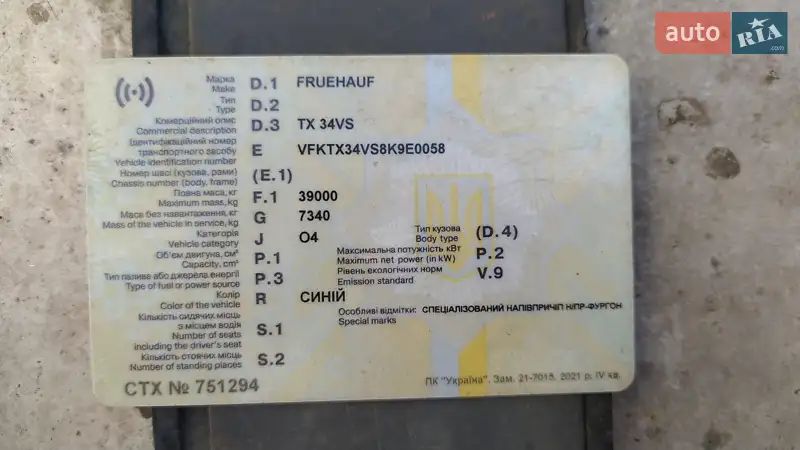 auto RIA .com
Марка
Make D.1 FRUEHAUF
Тип
Type D.2
Комерційний опис
Commercial description D.3 TX 34VS
Ідентифікаційний номер
транспортного засобу E VFKTX34VS8K9E0058
Vehicle identification number
Номер шасі (кузова, рами)
Chassis number (body, frame) (E.1)
Повна маса, кг
Maximum mass, kg F.1 39000
Маса без навантаження, кг
Mass of the vehicle in service, kg G 7340
Категорія
Vehicle category J O4
Тип кузова
Body type (D.4)
Об'єм двигуна, см³
Capacity, cm³ P.1
Максимальна потужність кВт
Maximum net power (in kW) P.2
Тип палива або джерела енергії
Type of fuel or power source P.3
Рівень екологічних норм
Emission standard V.9
Колір
Color of the vehicle R СИНІЙ
Особливі відмітки: СПЕЦІАЛІЗОВАНИЙ НАПІВПРИЧІП Н/ПР-ФУРГОН
Special marks
Кількість сидячих місць
з місцем водія
Number of seats S.1
including the driver's seat
Кількість стоячих місць
Number of standing places S.2
СТХ № 751294
ПК "Україна". Зам. 21-7015. 2021 р. IV кв.